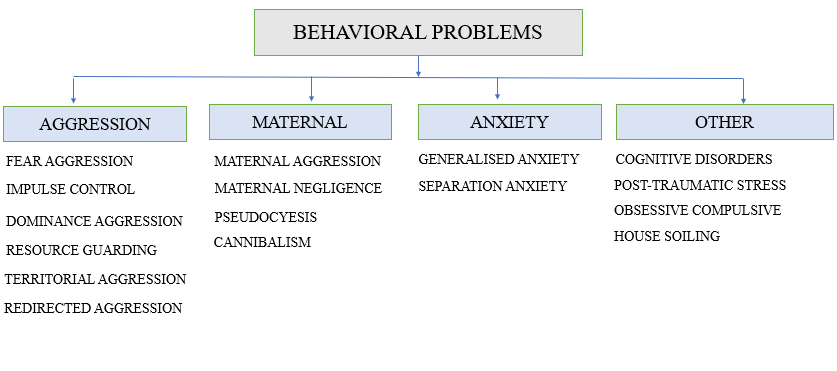 BEHAVIORAL PROBLEMS
AGGRESSION
FEAR AGGRESSION
IMPULSE CONTROL
DOMINANCE AGGRESSION
RESOURCE GUARDING
TERRITORIAL AGGRESSION
REDIRECTED AGGRESSION
MATERNAL
MATERNAL AGGRESSION
MATERNAL NEGLIGENCE
PSEUDOCYESIS
CANNIBALISM
ANXIETY
GENERALISED ANXIETY
SEPARATION ANXIETY
OTHER
COGNITIVE DISORDERS
POST-TRAUMATIC STRESS
OBSESSIVE COMPULSIVE
HOUSE SOILING